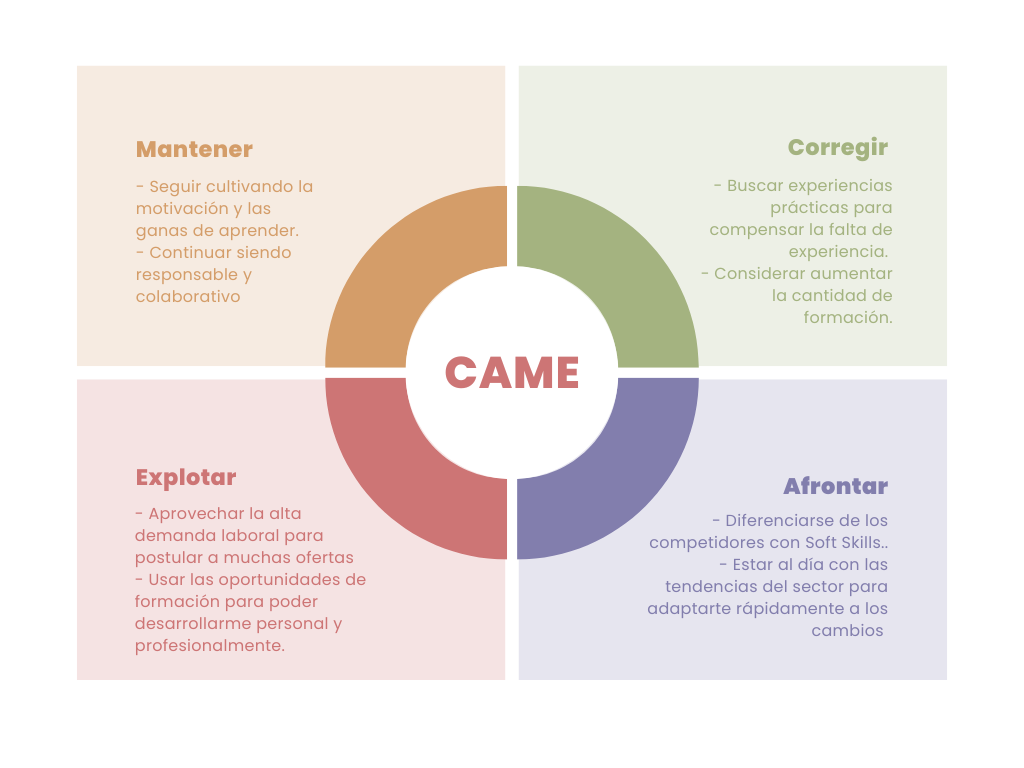 Mantener
- Seguir cultivando la
motivación y las
ganas de aprender.
- Continuar siendo
responsable y
colaborativo
Corregir
- Buscar experiencias
prácticas para
compensar la falta de
experiencia.
- Considerar aumentar
la cantidad de
formación.
CAME
Explotar
- Aprovechar la alta
demanda laboral para
postular a muchas ofertas
- Usar las oportunidades de
formación para poder
desarrollarme personal y
profesionalmente.
Afrontar
- Diferenciarse de los
competidores con Soft Skills..
- Estar al día con las
tendencias del sector para
adaptarte rápidamente a los
cambios